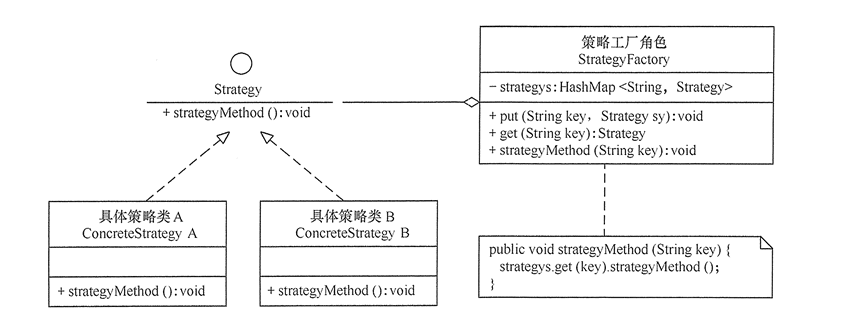 Strategy
+ strategyMethod ():void
策略工厂角色
StrategyFactory
- strategys:HashMap <String, Strategy>
+ put (String key, Strategy sy):void
+ get (String key):Strategy
+ strategyMethod (String key):void
具体策略类A
ConcreteStrategy A
+ strategyMethod ():void
具体策略类B
ConcreteStrategy B
+ strategyMethod ():void
public void strategyMethod (String key) {
strategys.get (key).strategyMethod ();
}